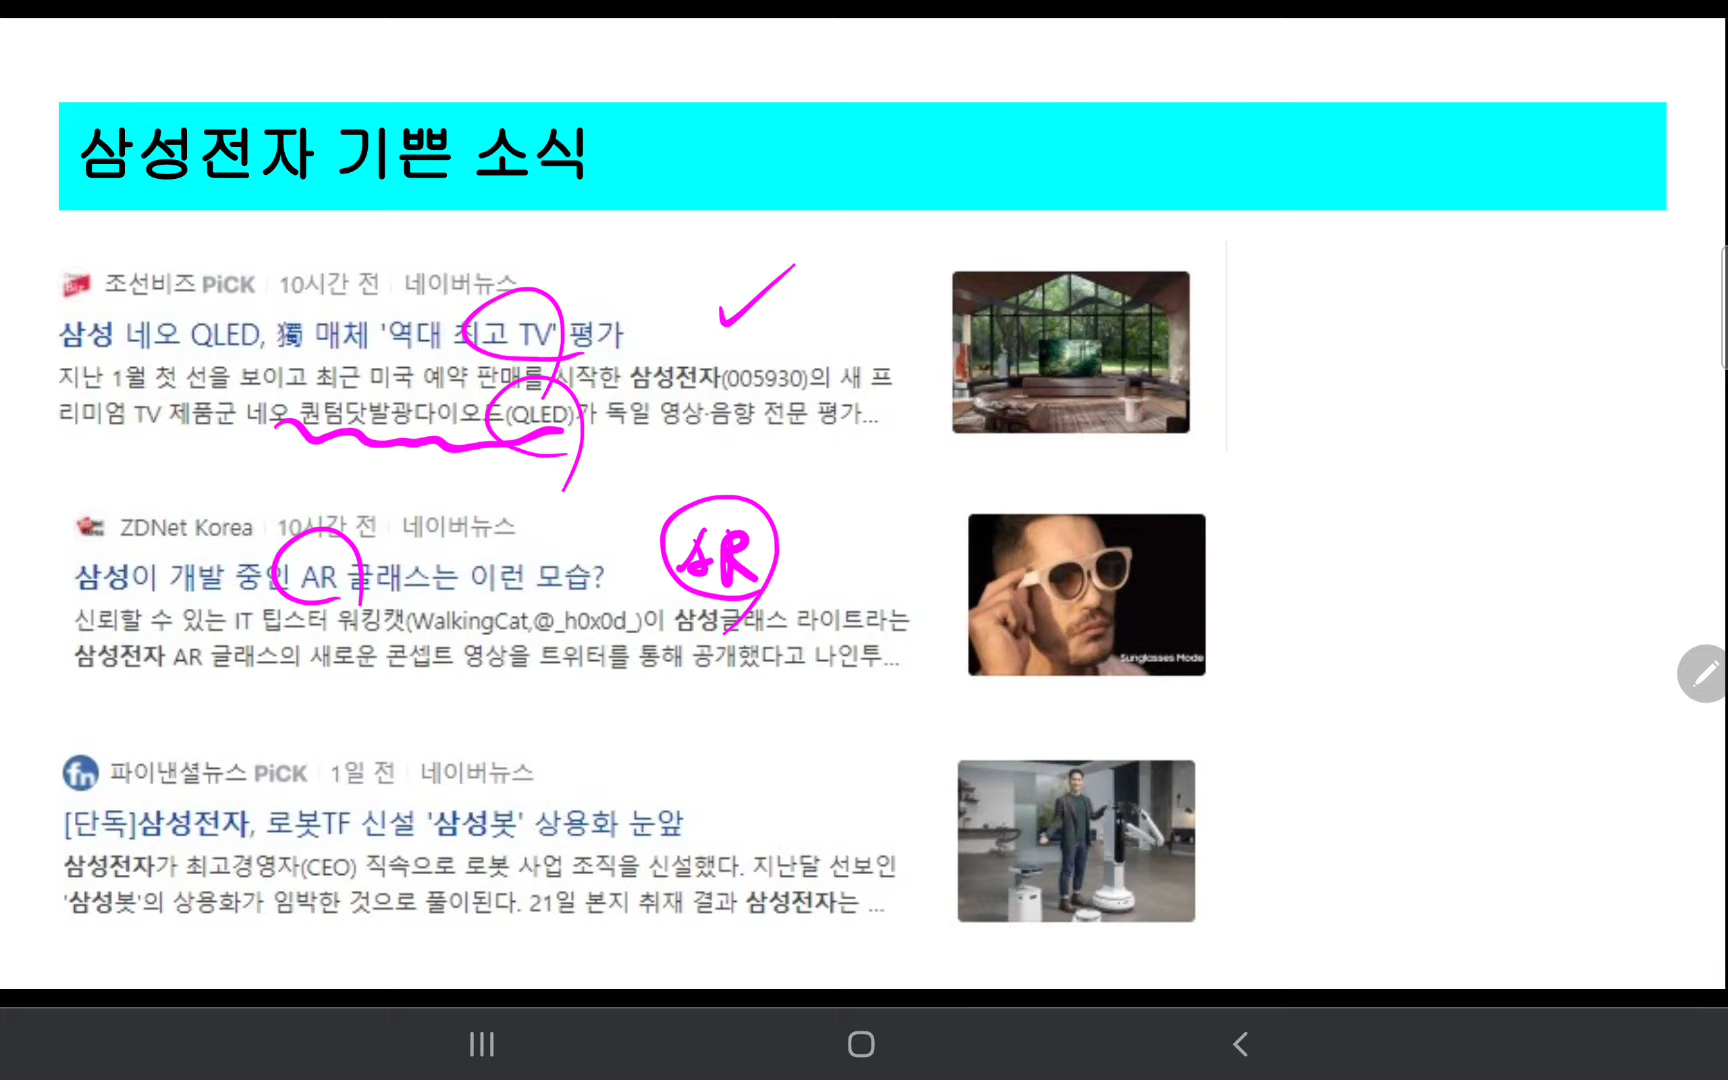 삼성전자 기쁜 소식
조선비즈 PiCK 10시간 전 네이버뉴스
삼성 네오 QLED, 獨 매체 '역대 최고 TV' 평가
지난 1월 첫 선을 보이고 최근 미국 예약 판매를 시작한 삼성전자(005930)의 새 프
리미엄 TV 제품군 네오 퀀텀닷발광다이오드(QLED)가 독일 영상·음향 전문 평가...
ZDNet Korea 10시간 전 네이버뉴스
AR
삼성이 개발 중인 AR 글래스는 이런 모습?
신뢰할 수 있는 IT 팁스터 워킹캣(WalkingCat,@_h0x0d_)이 삼성글래스 라이트라는
삼성전자 AR 글래스의 새로운 콘셉트 영상을 트위터를 통해 공개했다고 나인투...
Sunglasses Mode
fn 파이낸셜뉴스 PiCK 1일 전 네이버뉴스
[단독]삼성전자, 로봇TF 신설 '삼성봇' 상용화 눈앞
삼성전자가 최고경영자(CEO) 직속으로 로봇 사업 조직을 신설했다. 지난달 선보인
'삼성봇'의 상용화가 임박한 것으로 풀이된다. 21일 본지 취재 결과 삼성전자는 ...